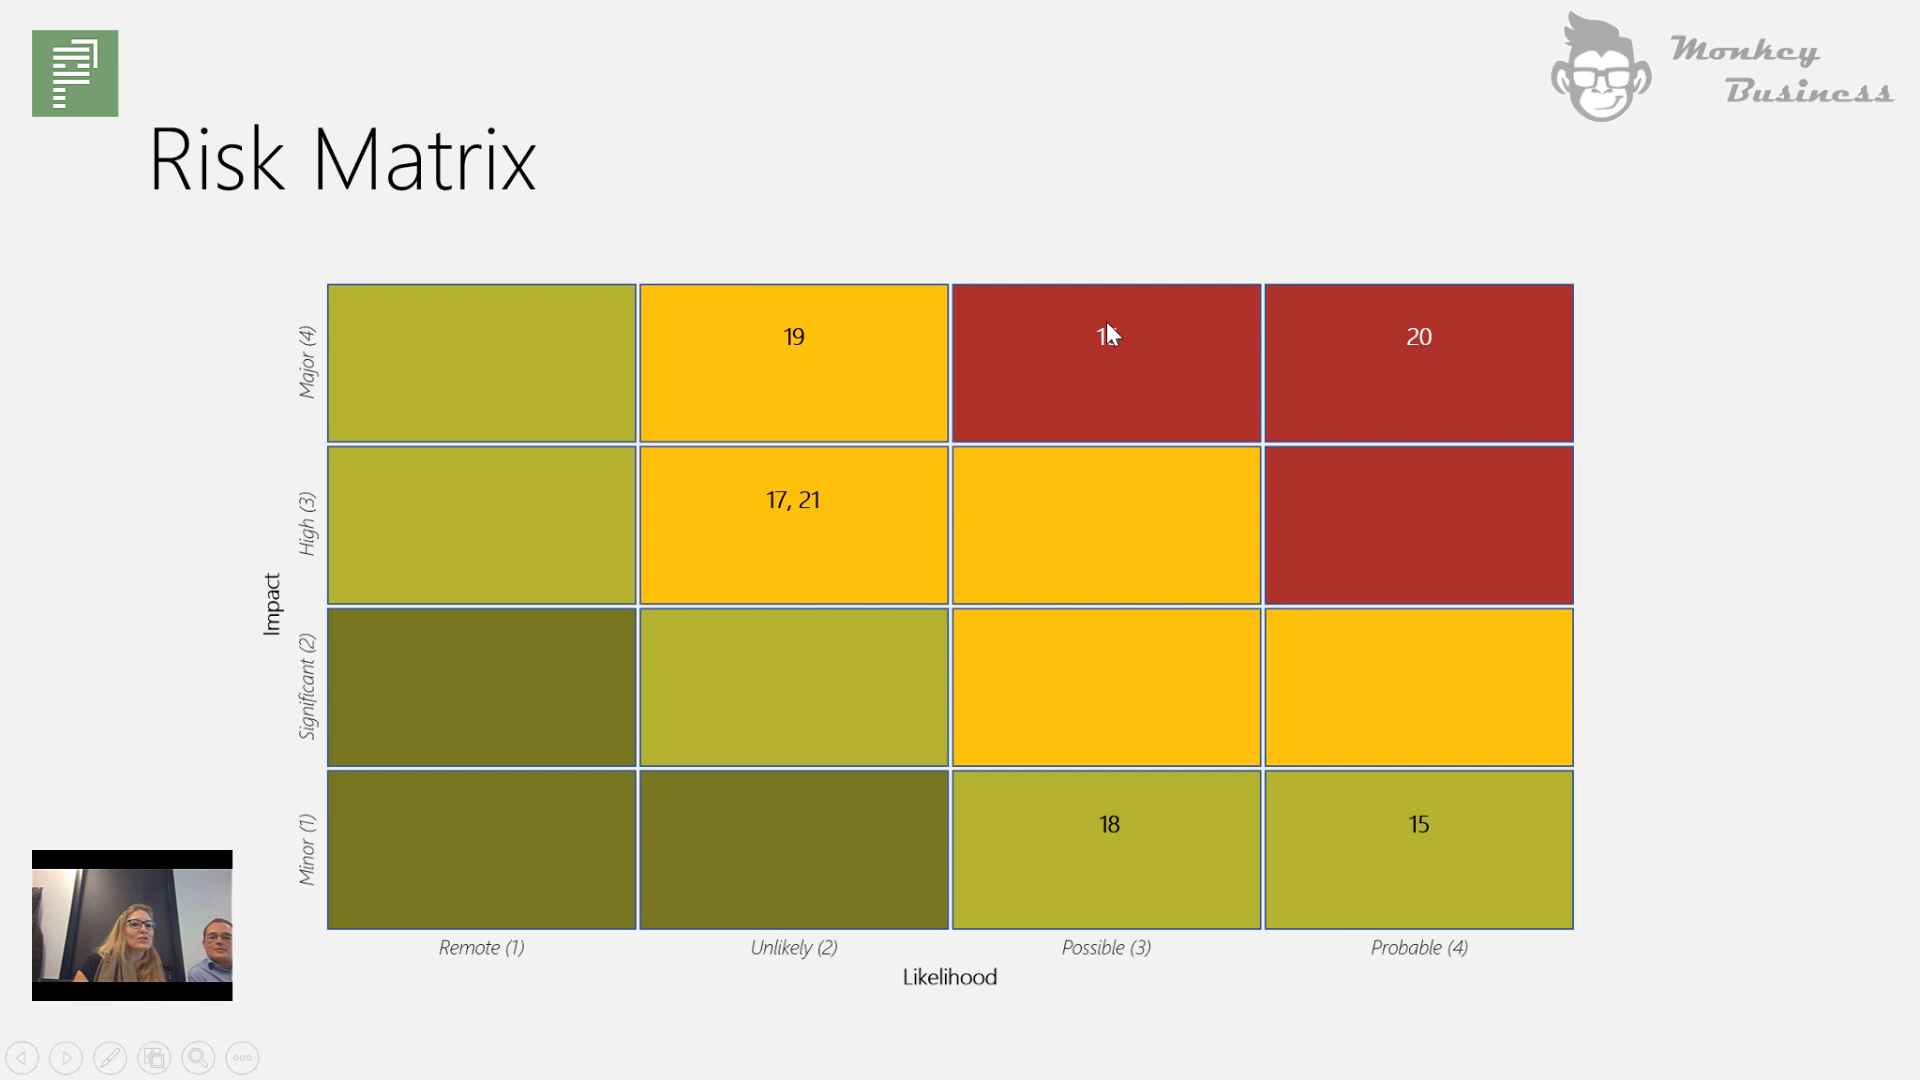 Monkey
Business
Risk Matrix
Major (4)
19
20
High (3)
17, 21
Impact
Significant (2)
Minor (1)
18
15
Remote (1)
Unlikely (2)
Possible (3)
Probable (4)
Likelihood